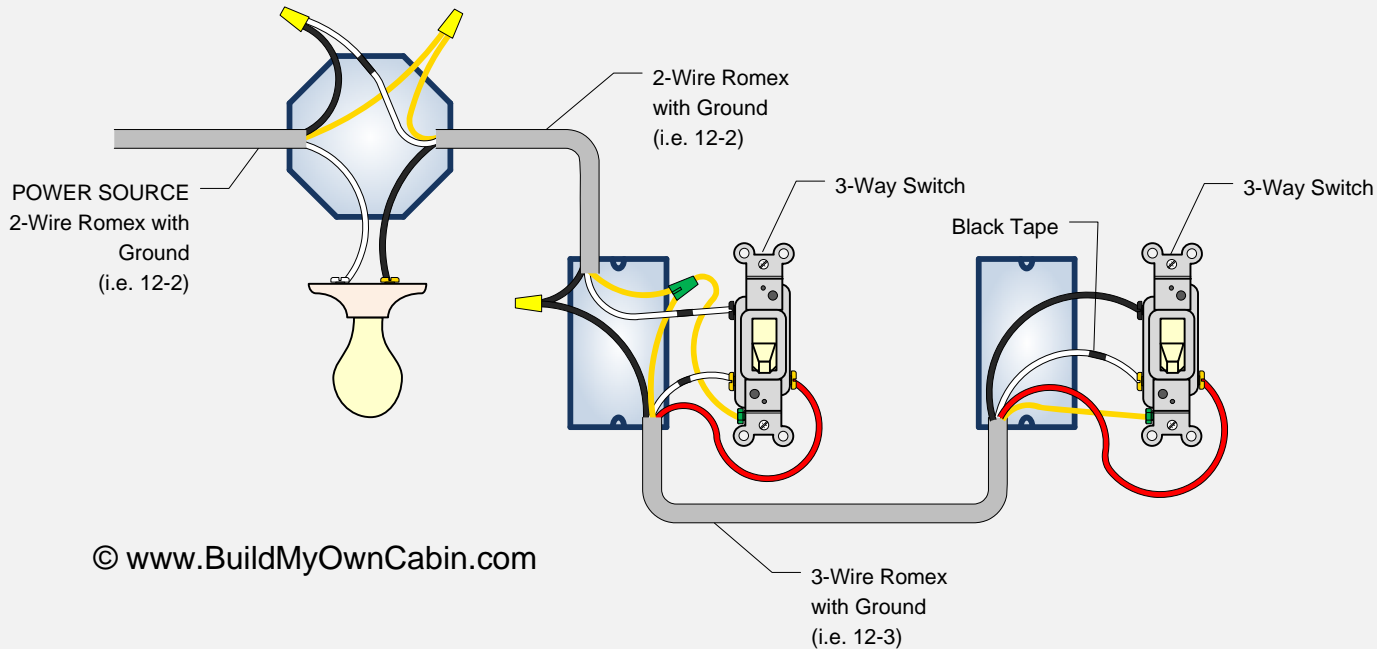 2-Wire Romex
with Ground
(i.e. 12-2)
POWER SOURCE
2-Wire Romex with
Ground
(i.e. 12-2)
3-Way Switch
3-Way Switch
Black Tape
© www.BuildMyOwnCabin.com
3-Wire Romex
with Ground
(i.e. 12-3)